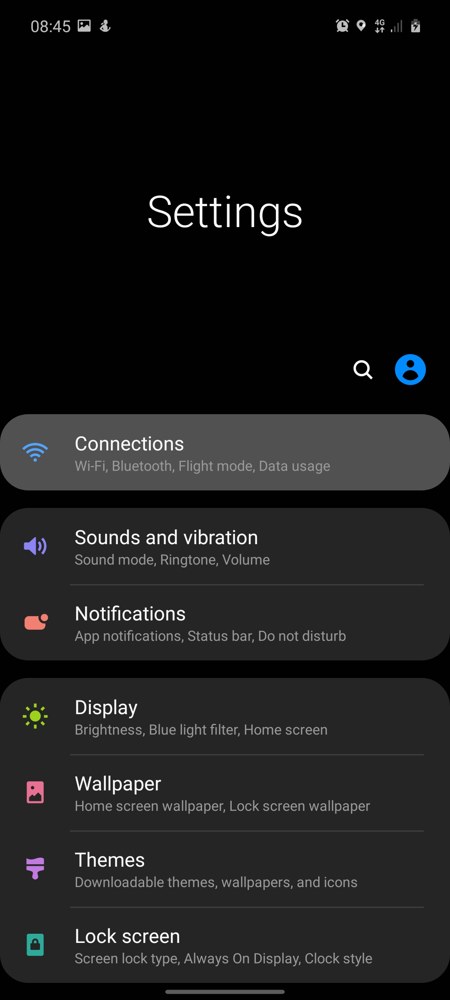 08:45
4G
Settings
Connections
Wi-Fi, Bluetooth, Flight mode, Data usage
Sounds and vibration
Sound mode, Ringtone, Volume
Notifications
App notifications, Status bar, Do not disturb
Display
Brightness, Blue light filter, Home screen
Wallpaper
Home screen wallpaper, Lock screen wallpaper
Themes
Downloadable themes, wallpapers, and icons
Lock screen
Screen lock type, Always On Display, Clock style